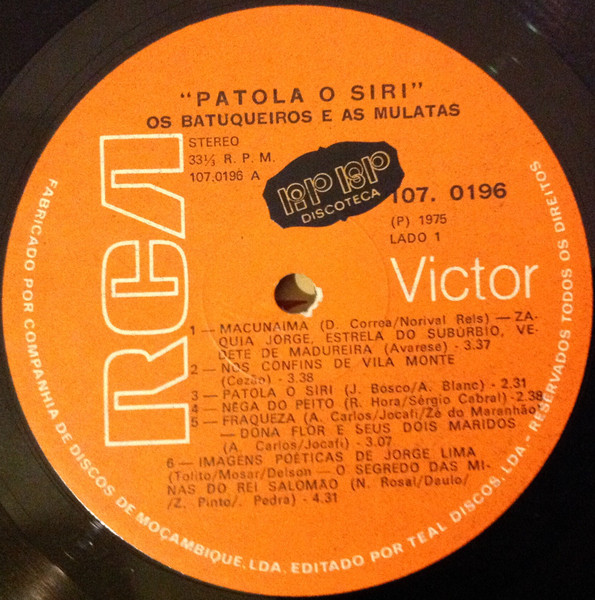 "PATOLA O SIRI"
OS BATUQUEIROS E AS MULATAS
STEREO
33⅓ R. P. M.
107.0196 A
POP POP
DISCOTECA
107. 0196
(P) 1975
LADO 1
RCA
Victor
1 — MACUNAIMA (D. Correa/Norival Reis) — ZA-
QUIA JORGE, ESTRELA DO SUBÚRBIO, VE-
DETE DE MADUREIRA (Avarese) - 3.37
2 — NOS CONFINS DE VILA MONTE
(Cezão) - 3.38
3 — PATOLA O SIRI (J. Bosco/A. Blanc) - 2.31
4 — NEGA DO PEITO (R. Hora/Sérgio Cabral) - 2.38
5 — FRAQUEZA (A. Carlos/Jocafi/Zé do Maranhão)
— DONA FLOR E SEUS DOIS MARIDOS
(A. Carlos/Jocafi) - 3.07
6 — IMAGENS POÉTICAS DE JORGE LIMA
(Tolito/Mosar/Delson — O SEGREDO DAS MI-
NAS DO REI SALOMÃO (N. Rosa/Dauło/
/Z. Pinto/. Pedra) - 4.31
FABRICADO POR COMPANHIA DE DISCOS DE MOÇAMBIQUE, LDA. EDITADO POR TEAL DISCOS, LDA - RESERVADOS TODOS OS DIREITOS